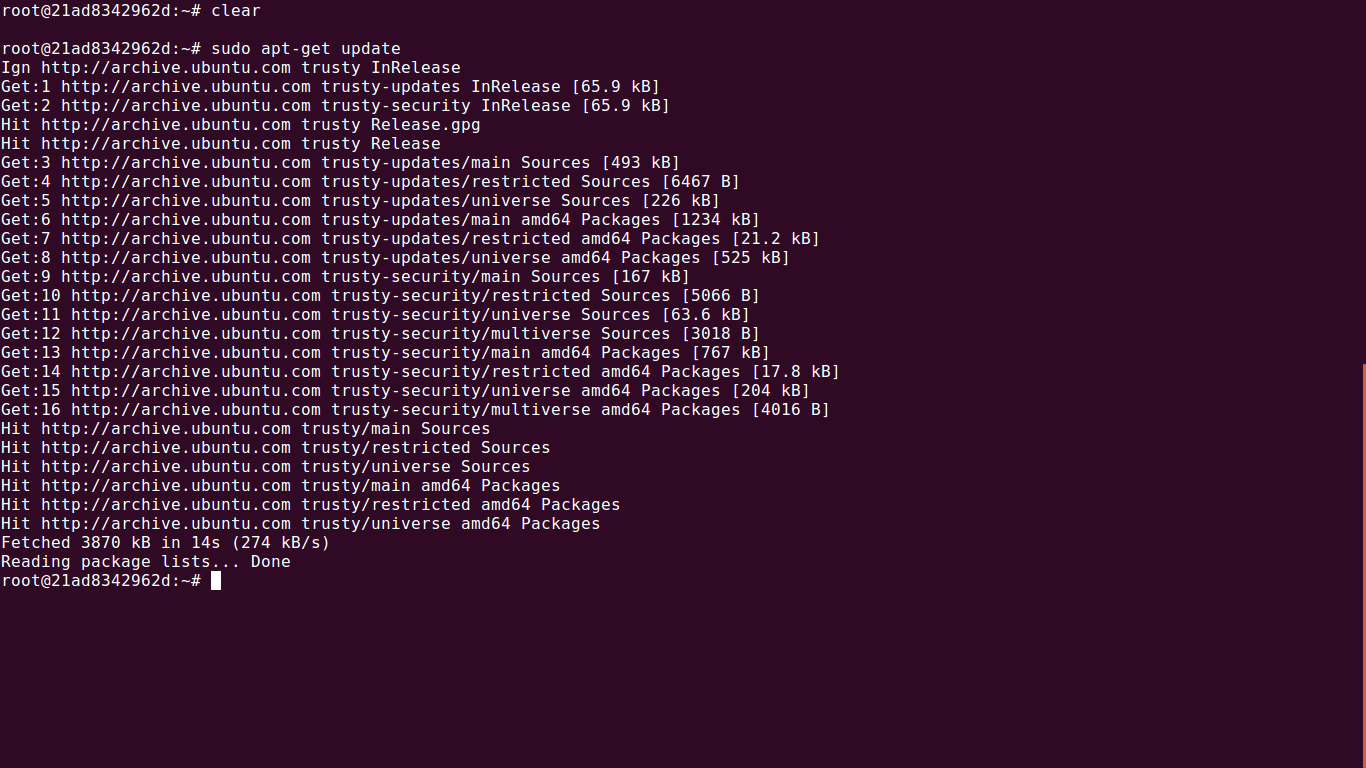 root@21ad8342962d:~# clear
root@21ad8342962d:~# sudo apt-get update
Ign http://archive.ubuntu.com trusty InRelease
Get:1 http://archive.ubuntu.com trusty-updates InRelease [65.9 kB]
Get:2 http://archive.ubuntu.com trusty-security InRelease [65.9 kB]
Hit http://archive.ubuntu.com trusty Release.gpg
Hit http://archive.ubuntu.com trusty Release
Get:3 http://archive.ubuntu.com trusty-updates/main Sources [493 kB]
Get:4 http://archive.ubuntu.com trusty-updates/restricted Sources [6467 B]
Get:5 http://archive.ubuntu.com trusty-updates/universe Sources [226 kB]
Get:6 http://archive.ubuntu.com trusty-updates/main amd64 Packages [1234 kB]
Get:7 http://archive.ubuntu.com trusty-updates/restricted amd64 Packages [21.2 kB]
Get:8 http://archive.ubuntu.com trusty-updates/universe amd64 Packages [525 kB]
Get:9 http://archive.ubuntu.com trusty-security/main Sources [167 kB]
Get:10 http://archive.ubuntu.com trusty-security/restricted Sources [5066 B]
Get:11 http://archive.ubuntu.com trusty-security/universe Sources [63.6 kB]
Get:12 http://archive.ubuntu.com trusty-security/multiverse Sources [3018 B]
Get:13 http://archive.ubuntu.com trusty-security/main amd64 Packages [767 kB]
Get:14 http://archive.ubuntu.com trusty-security/restricted amd64 Packages [17.8 kB]
Get:15 http://archive.ubuntu.com trusty-security/universe amd64 Packages [204 kB]
Get:16 http://archive.ubuntu.com trusty-security/multiverse amd64 Packages [4016 B]
Hit http://archive.ubuntu.com trusty/main Sources
Hit http://archive.ubuntu.com trusty/restricted Sources
Hit http://archive.ubuntu.com trusty/universe Sources
Hit http://archive.ubuntu.com trusty/main amd64 Packages
Hit http://archive.ubuntu.com trusty/restricted amd64 Packages
Hit http://archive.ubuntu.com trusty/universe amd64 Packages
Fetched 3870 kB in 14s (274 kB/s)
Reading package lists... Done
root@21ad8342962d:~#